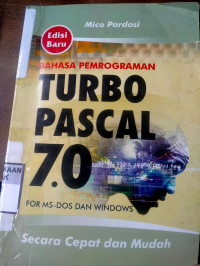 Mico Pardosi
Edisi
Baru
BAHASA PEMROGRAMAN
TURBO
PASCAL
7.0
FOR MS-DOS DAN WINDOWS
Secara Cepat dan Mudah